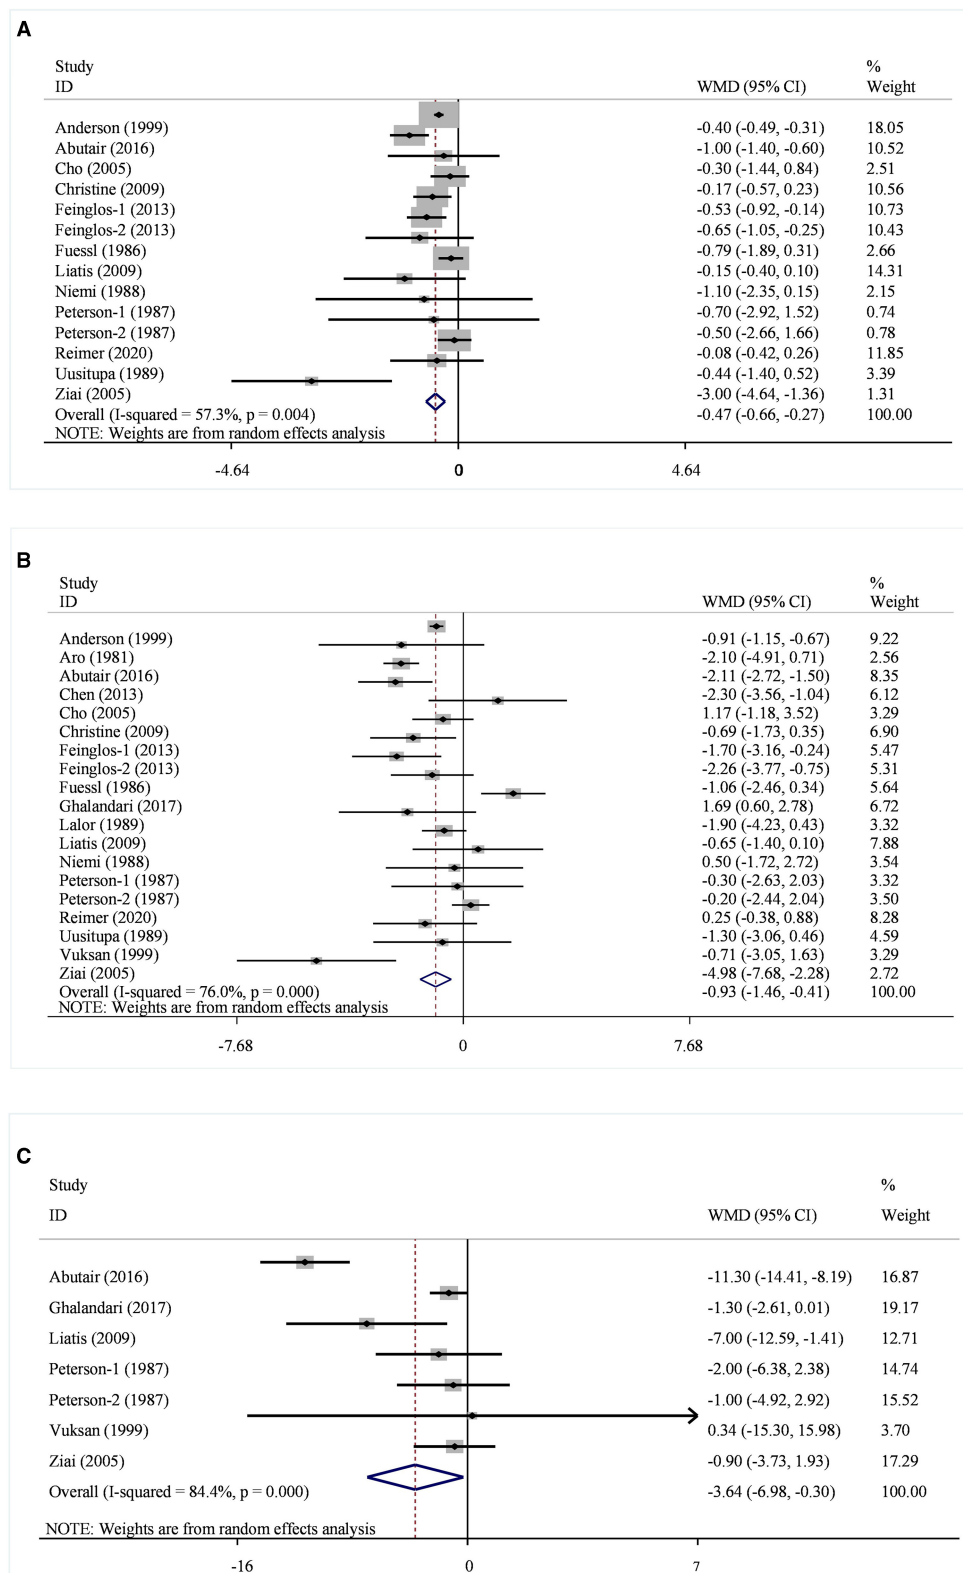 A
Study %
ID WMD (95% CI) Weight
Anderson (1999) -0.40 (-0.49, -0.31) 18.05
Abutair (2016) -1.00 (-1.40, -0.60) 10.52
Cho (2005) -0.30 (-1.44, 0.84) 2.51
Christine (2009) -0.17 (-0.57, 0.23) 10.56
Feinglos-1 (2013) -0.53 (-0.92, -0.14) 10.73
Feinglos-2 (2013) -0.65 (-1.05, -0.25) 10.43
Fuessl (1986) -0.79 (-1.89, 0.31) 2.66
Liatis (2009) -0.15 (-0.40, 0.10) 14.31
Niemi (1988) -1.10 (-2.35, 0.15) 2.15
Peterson-1 (1987) -0.70 (-2.92, 1.52) 0.74
Peterson-2 (1987) -0.50 (-2.66, 1.66) 0.78
Reimer (2020) -0.08 (-0.42, 0.26) 11.85
Uusitupa (1989) -0.44 (-1.40, 0.52) 3.39
Ziai (2005) -3.00 (-4.64, -1.36) 1.31
Overall (I-squared = 57.3%, p = 0.004) -0.47 (-0.66, -0.27) 100.00
NOTE: Weights are from random effects analysis
-4.64 0 4.64
B
Study %
ID WMD (95% CI) Weight
Anderson (1999) -0.91 (-1.15, -0.67) 9.22
Aro (1981) -2.10 (-4.91, 0.71) 2.56
Abutair (2016) -2.11 (-2.72, -1.50) 8.35
Chen (2013) -2.30 (-3.56, -1.04) 6.12
Cho (2005) 1.17 (-1.18, 3.52) 3.29
Christine (2009) -0.69 (-1.73, 0.35) 6.90
Feinglos-1 (2013) -1.70 (-3.16, -0.24) 5.47
Feinglos-2 (2013) -2.26 (-3.77, -0.75) 5.31
Fuessl (1986) -1.06 (-2.46, 0.34) 5.64
Ghalandari (2017) 1.69 (0.60, 2.78) 6.72
Lalor (1989) -1.90 (-4.23, 0.43) 3.32
Liatis (2009) -0.65 (-1.40, 0.10) 7.88
Niemi (1988) 0.50 (-1.72, 2.72) 3.54
Peterson-1 (1987) -0.30 (-2.63, 2.03) 3.32
Peterson-2 (1987) -0.20 (-2.44, 2.04) 3.50
Reimer (2020) 0.25 (-0.38, 0.88) 8.28
Uusitupa (1989) -1.30 (-3.06, 0.46) 4.59
Vuksan (1999) -0.71 (-3.05, 1.63) 3.29
Ziai (2005) -4.98 (-7.68, -2.28) 2.72
Overall (I-squared = 76.0%, p = 0.000) -0.93 (-1.46, -0.41) 100.00
NOTE: Weights are from random effects analysis
-7.68 0 7.68
C
Study %
ID WMD (95% CI) Weight
Abutair (2016) -11.30 (-14.41, -8.19) 16.87
Ghalandari (2017) -1.30 (-2.61, 0.01) 19.17
Liatis (2009) -7.00 (-12.59, -1.41) 12.71
Peterson-1 (1987) -2.00 (-6.38, 2.38) 14.74
Peterson-2 (1987) -1.00 (-4.92, 2.92) 15.52
Vuksan (1999) 0.34 (-15.30, 15.98) 3.70
Ziai (2005) -0.90 (-3.73, 1.93) 17.29
Overall (I-squared = 84.4%, p = 0.000) -3.64 (-6.98, -0.30) 100.00
NOTE: Weights are from random effects analysis
-16 0 7